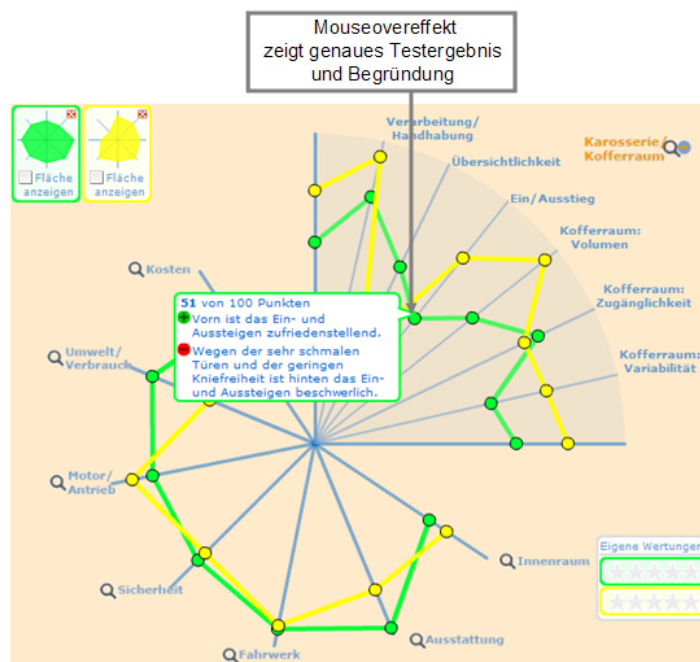 Mouseovereffekt
zeigt genaues Testergebnis
und Begründung
Fläche
anzeigen
Fläche
anzeigen
Verarbeitung/
Handhabung
Karosserie/
Kofferraum
Übersichtlichkeit
Ein/Ausstieg
Kofferraum:
Volumen
Kosten
Kofferraum:
Zugänglichkeit
51 von 100 Punkten
Vorn ist das Ein- und
Aussteigen zufriedenstellend.
Wegen der sehr schmalen
Türen und der geringen
Kniefreiheit ist hinten das Ein-
und Aussteigen beschwerlich.
Umwelt/
Verbrauch
Kofferraum:
Variabilität
Motor/
Antrieb
Eigene Wertungen
Innenraum
Sicherheit
Ausstattung
Fahrwerk